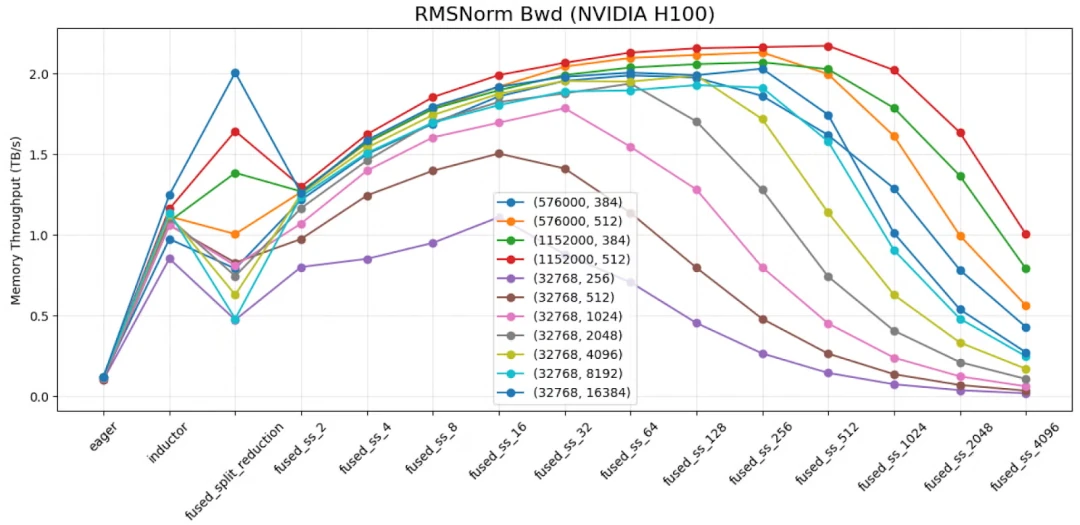 RMSNorm Bwd (NVIDIA H100)
Memory Throughput (TB/s)
2.0
1.5
1.0
0.5
0.0
(576000, 384)
(576000, 512)
(1152000, 384)
(1152000, 512)
(32768, 256)
(32768, 512)
(32768, 1024)
(32768, 2048)
(32768, 4096)
(32768, 8192)
(32768, 16384)
eager
inductor
fused_split_reduction
fused_ss_2
fused_ss_4
fused_ss_8
fused_ss_16
fused_ss_32
fused_ss_64
fused_ss_128
fused_ss_256
fused_ss_512
fused_ss_1024
fused_ss_2048
fused_ss_4096